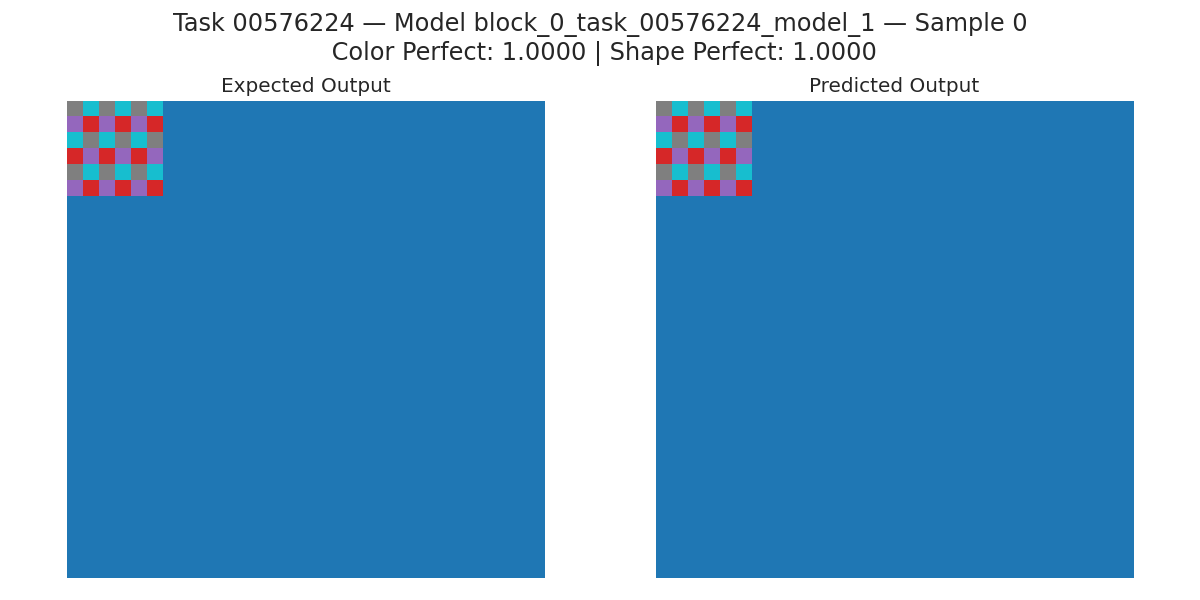 Task 00576224 — Model block_0_task_00576224_model_1 — Sample 0
Color Perfect: 1.0000 | Shape Perfect: 1.0000
Expected Output
Predicted Output